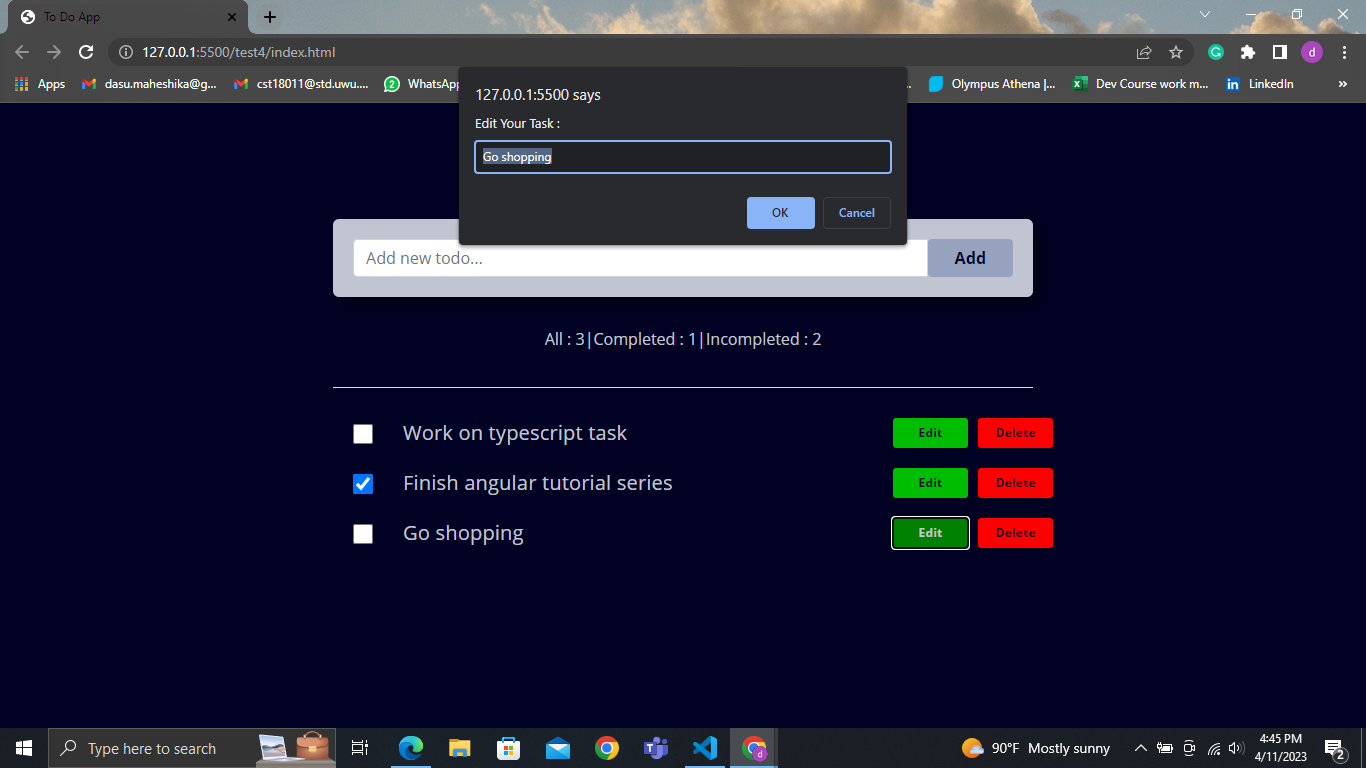 To Do App
127.0.0.1:5500/test4/index.html
d
Apps
dasu.maheshika@g...
cst18011@std.uwu....
2
WhatsApp
..
Olympus Athena |...
Dev Course work m...
in
LinkedIn
»
127.0.0.1:5500 says
Edit Your Task :
Go shopping
OK
Cancel
Add new todo...
Add
All : 3|Completed : 1|Incompleted : 2
Work on typescript task
Edit
Delete
Finish angular tutorial series
Edit
Delete
Go shopping
Edit
Delete
Type here to search
d
90°F Mostly sunny
4:45 PM
4/11/2023
2